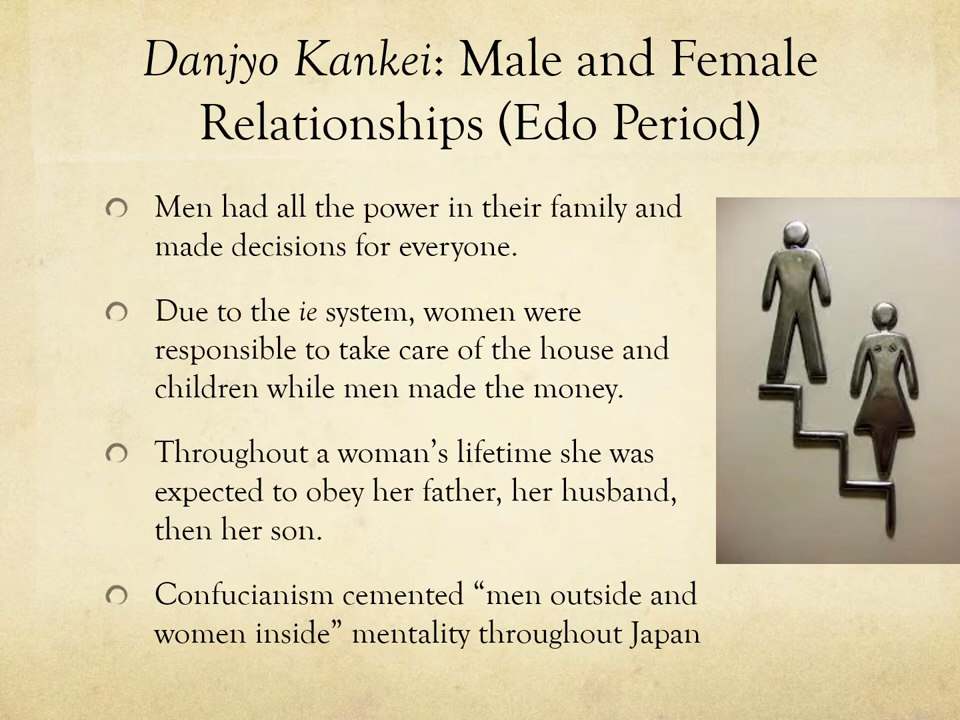 Danjyo Kankei: Male and Female
Relationships (Edo Period)
Men had all the power in their family and
made decisions for everyone.
Due to the ie system, women were
responsible to take care of the house and
children while men made the money.
Throughout a woman’s lifetime she was
expected to obey her father, her husband,
then her son.
Confucianism cemented “men outside and
women inside” mentality throughout Japan